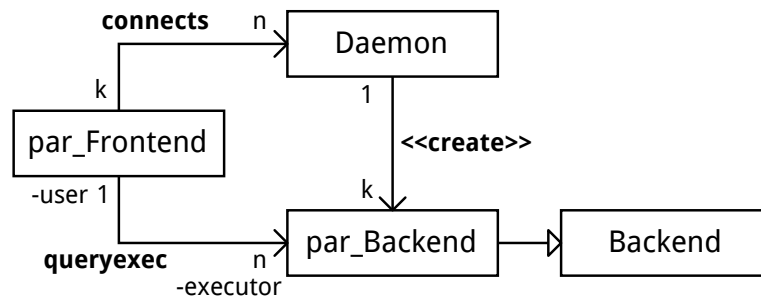 connects
n
Daemon
k
1
par_Frontend
<<create>>
-user 1
k
par_Backend
Backend
queryexec
n
-executor